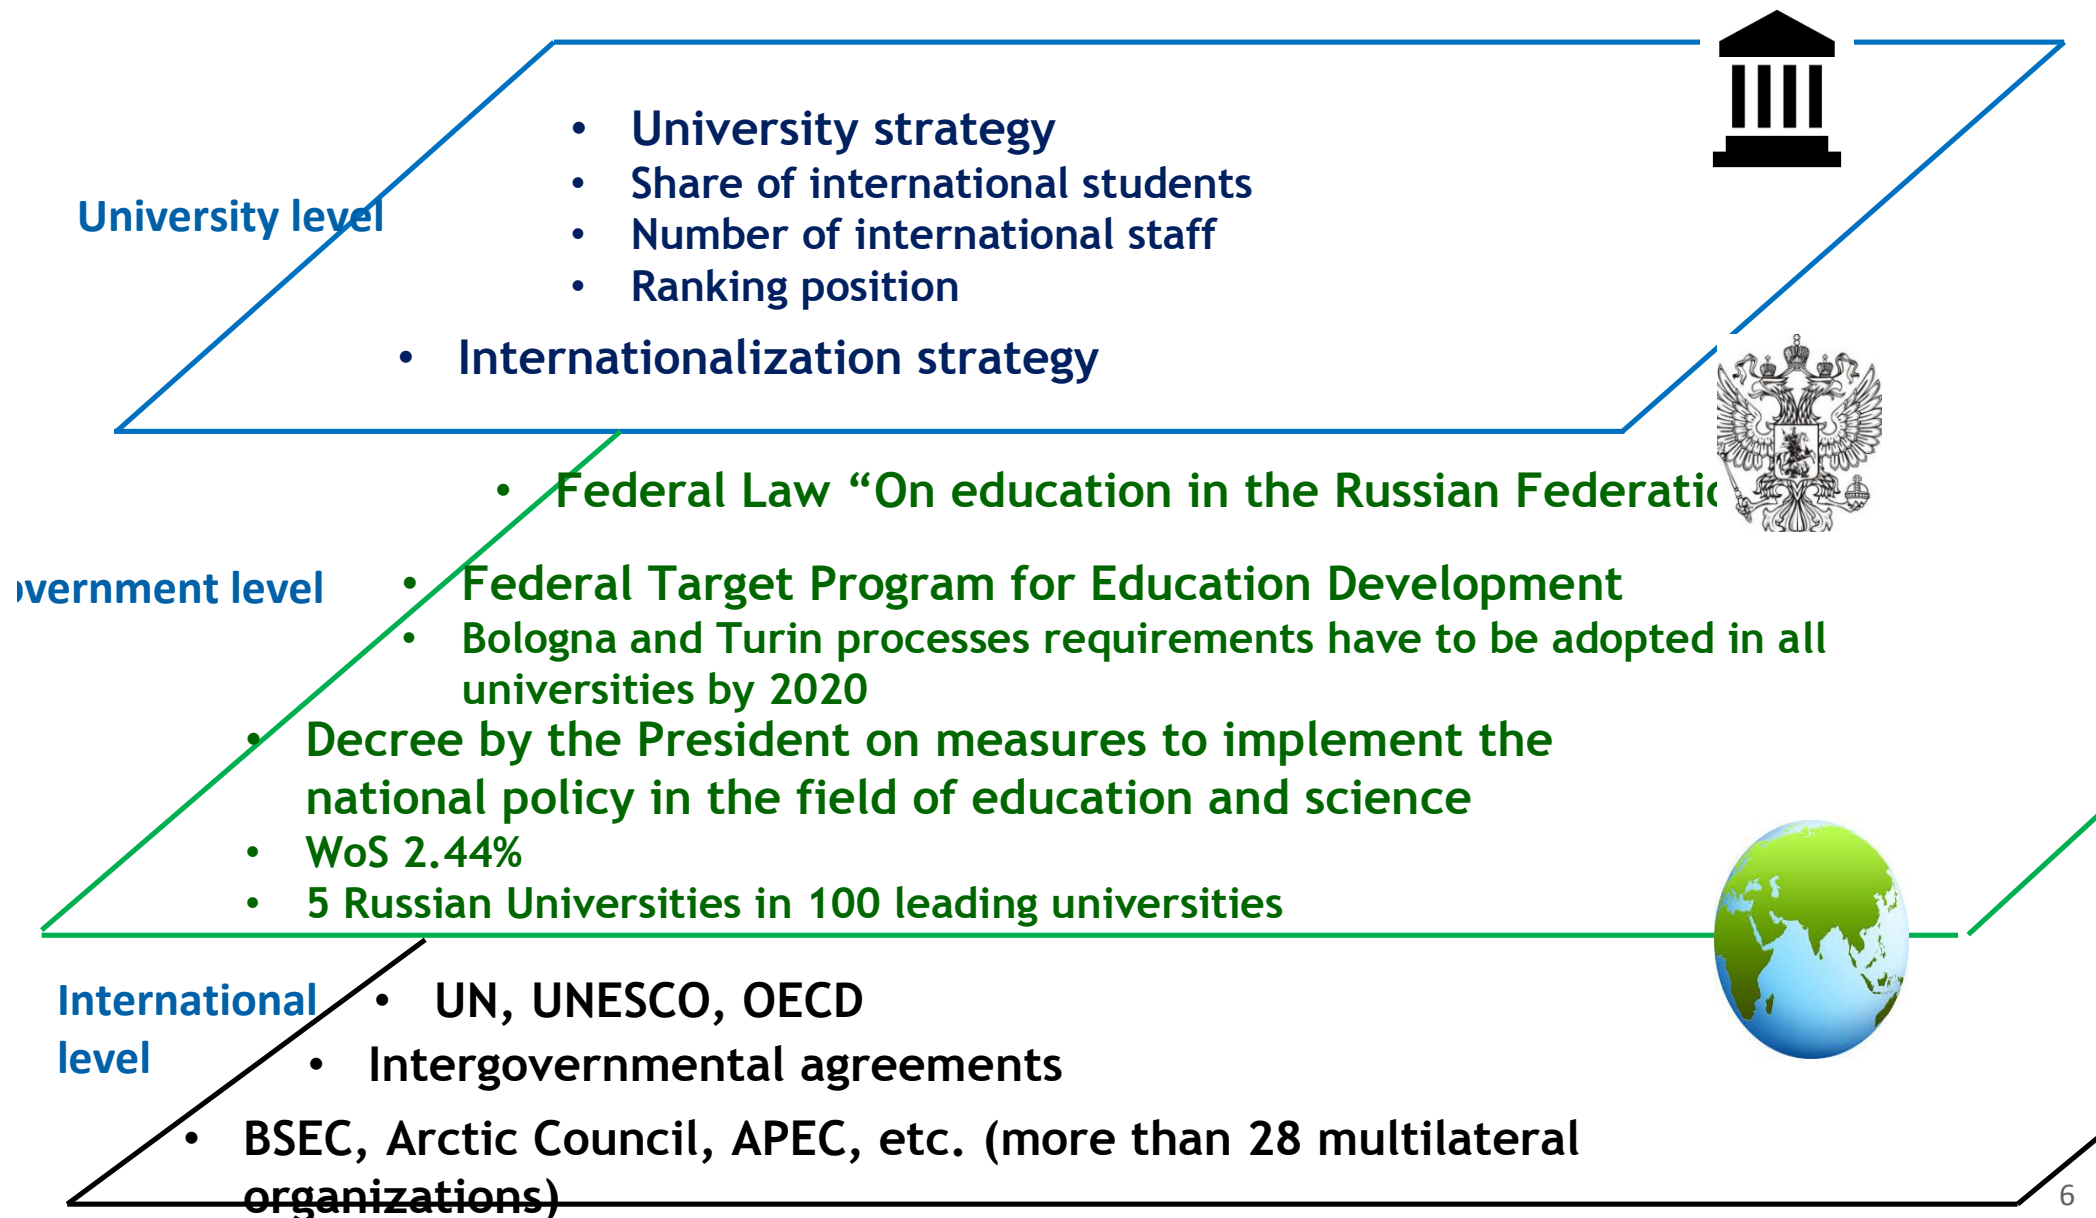 • University strategy
• Share of international students
University level
• Number of international staff
• Ranking position
• Internationalization strategy
• Federal Law “On education in the Russian
vernment level
• Federal Target Program for Education Development
• Bologna and Turin processes requirements have to be adopted in all
universities by 2020
• Decree by the President on measures to implement the
national policy in the field of education and science
• WoS 2.44%
• 5 Russian Universities in 100 leading universities
International
level
• UN, UNESCO, OECD
• Intergovernmental agreements
• BSEC, Arctic Council, APEC, etc. (more than 28 multilateral
organizations)
6